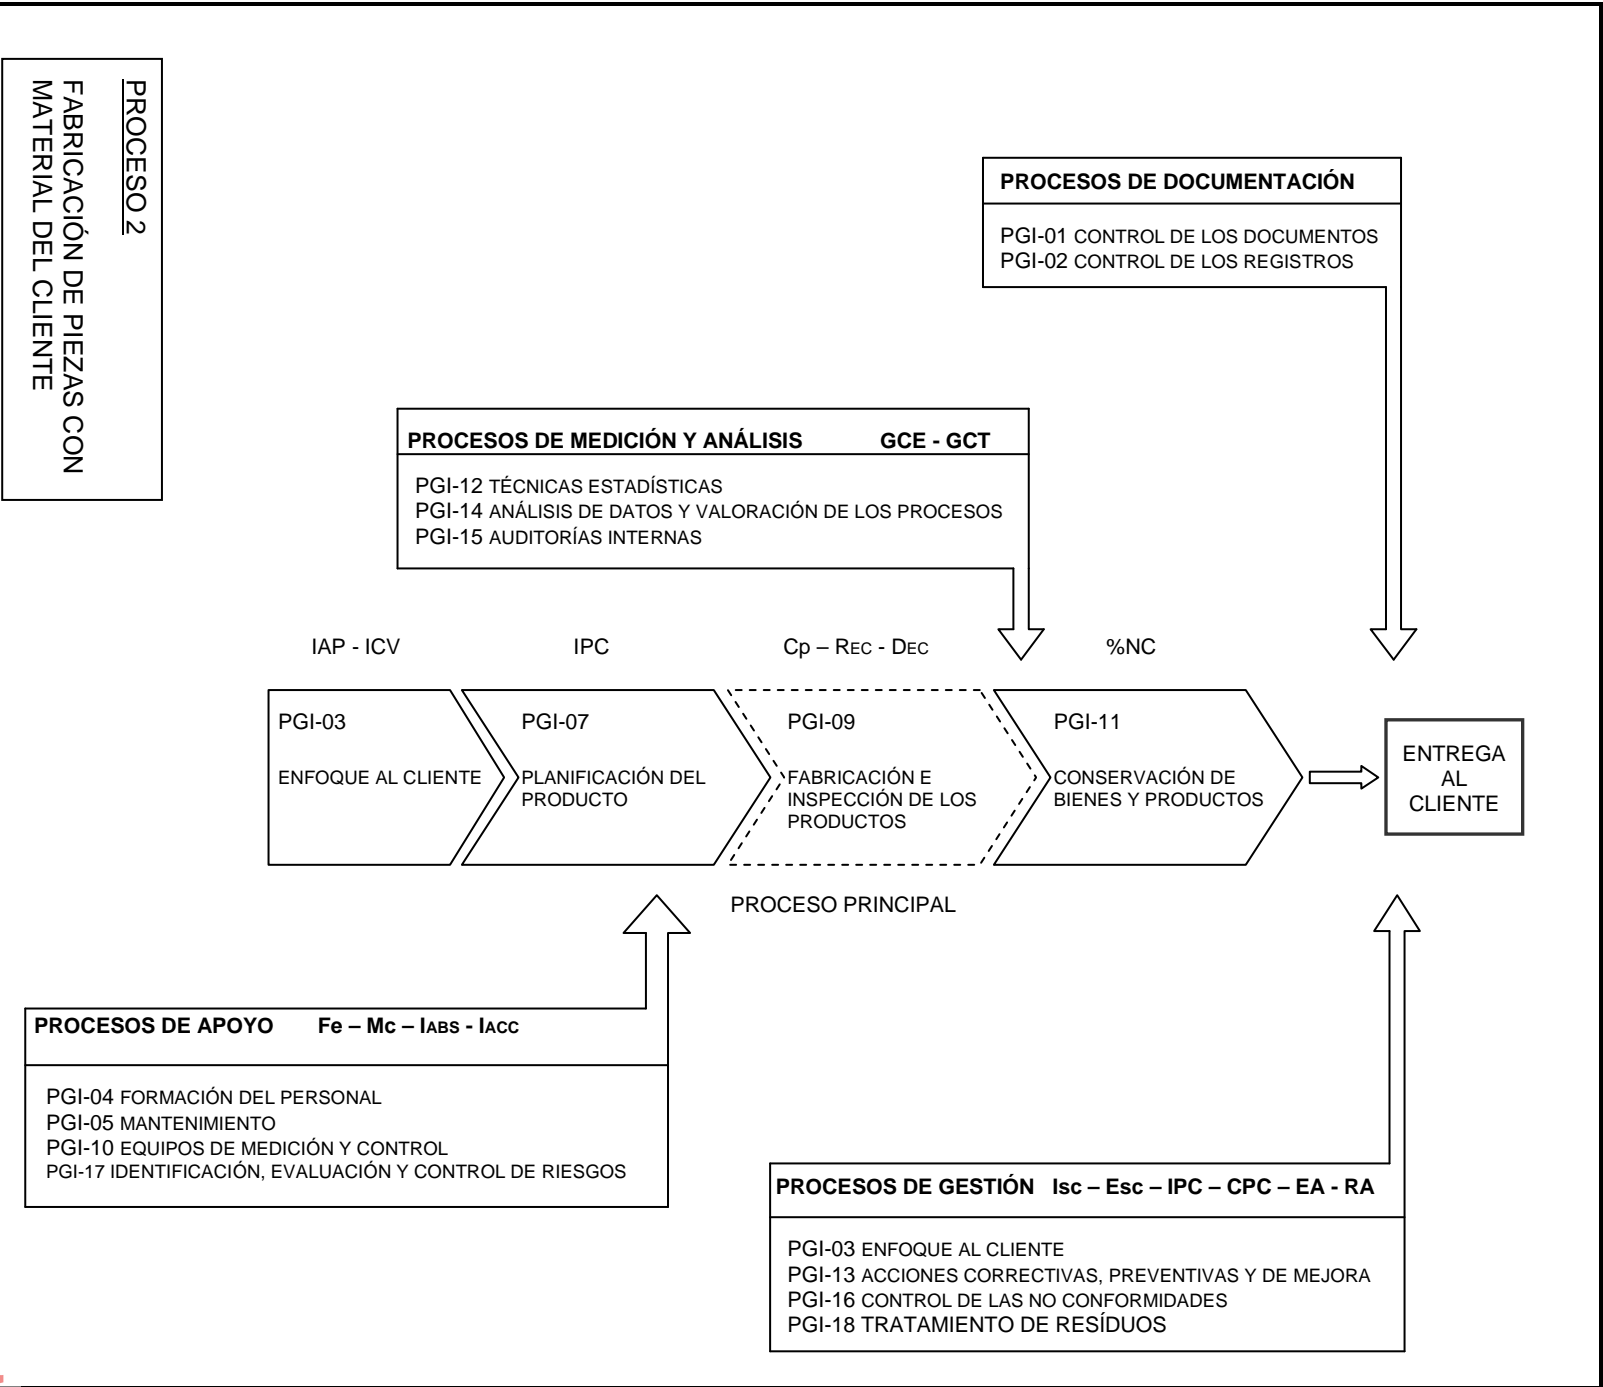 PROCESO 2
FABRICACIÓN DE PIEZAS CON
MATERIAL DEL CLIENTE
PROCESOS DE DOCUMENTACIÓN
PGI-01 CONTROL DE LOS DOCUMENTOS
PGI-02 CONTROL DE LOS REGISTROS
PROCESOS DE MEDICIÓN Y ANÁLISIS GCE - GCT
PGI-12 TÉCNICAS ESTADÍSTICAS
PGI-14 ANÁLISIS DE DATOS Y VALORACIÓN DE LOS PROCESOS
PGI-15 AUDITORÍAS INTERNAS
IAP - ICV
IPC
Cp – REC - DEC
%NC
PGI-03
ENFOQUE AL CLIENTE
PGI-07
PLANIFICACIÓN DEL
PRODUCTO
PGI-09
FABRICACIÓN E
INSPECCIÓN DE LOS
PRODUCTOS
PGI-11
CONSERVACIÓN DE
BIENES Y PRODUCTOS
ENTREGA
AL
CLIENTE
PROCESO PRINCIPAL
PROCESOS DE APOYO Fe – Mc – IABS - IACC
PGI-04 FORMACIÓN DEL PERSONAL
PGI-05 MANTENIMIENTO
PGI-10 EQUIPOS DE MEDICIÓN Y CONTROL
PGI-17 IDENTIFICACIÓN, EVALUACIÓN Y CONTROL DE RIESGOS
PROCESOS DE GESTIÓN Isc – Esc – IPC – CPC – EA - RA
PGI-03 ENFOQUE AL CLIENTE
PGI-13 ACCIONES CORRECTIVAS, PREVENTIVAS Y DE MEJORA
PGI-16 CONTROL DE LAS NO CONFORMIDADES
PGI-18 TRATAMIENTO DE RESÍDUOS